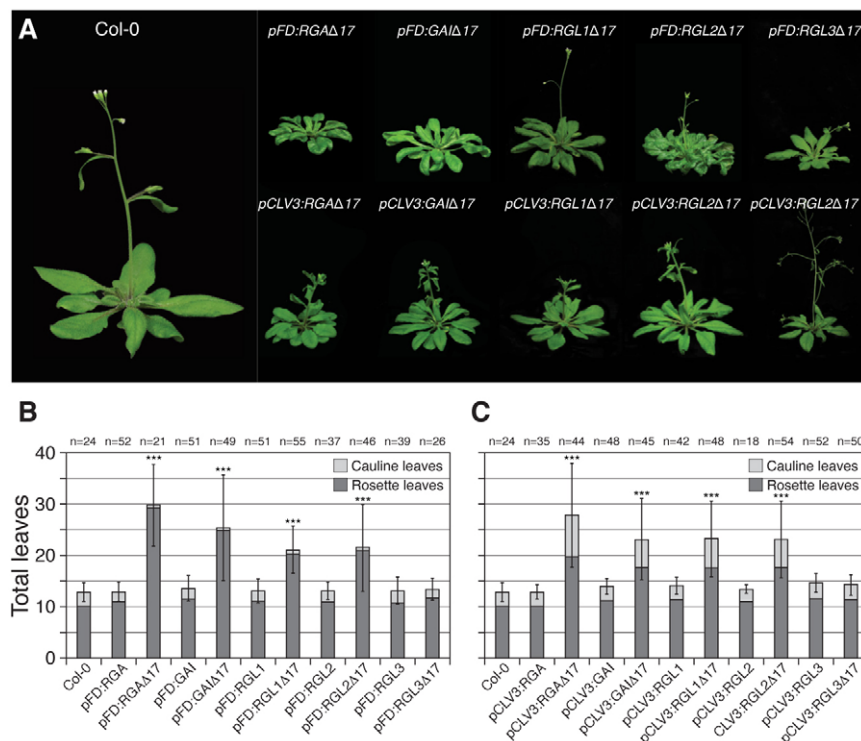 A
Col-0
pFD:RGAΔ17 pFD:GAIΔ17 pFD:RGL1Δ17 pFD:RGL2Δ17 pFD:RGL3Δ17
pCLV3:RGAΔ17 pCLV3:GAIΔ17 pCLV3:RGL1Δ17 pCLV3:RGL2Δ17 pCLV3:RGL2Δ17
B
n=24 n=52 n=21 n=51 n=49 n=51 n=55 n=37 n=46 n=39 n=26
Total leaves
40
30
20
10
0
Cauline leaves
Rosette leaves
*** *** *** ***
Col-0
pFD:RGA
pFD:RGAΔ17
pFD:GAI
pFD:GAIΔ17
pFD:RGL1
pFD:RGL1Δ17
pFD:RGL2
pFD:RGL2Δ17
pFD:RGL3
pFD:RGL3Δ17
C
n=24 n=35 n=44 n=48 n=45 n=42 n=48 n=18 n=54 n=52 n=50
Cauline leaves
Rosette leaves
*** *** *** ***
Col-0
pCLV3:RGA
pCLV3:RGAΔ17
pCLV3:GAI
pCLV3:GAIΔ17
pCLV3:RGL1
pCLV3:RGL1Δ17
pCLV3:RGL2
CLV3:RGL2Δ17
pCLV3:RGL3
pCLV3:RGL3Δ17